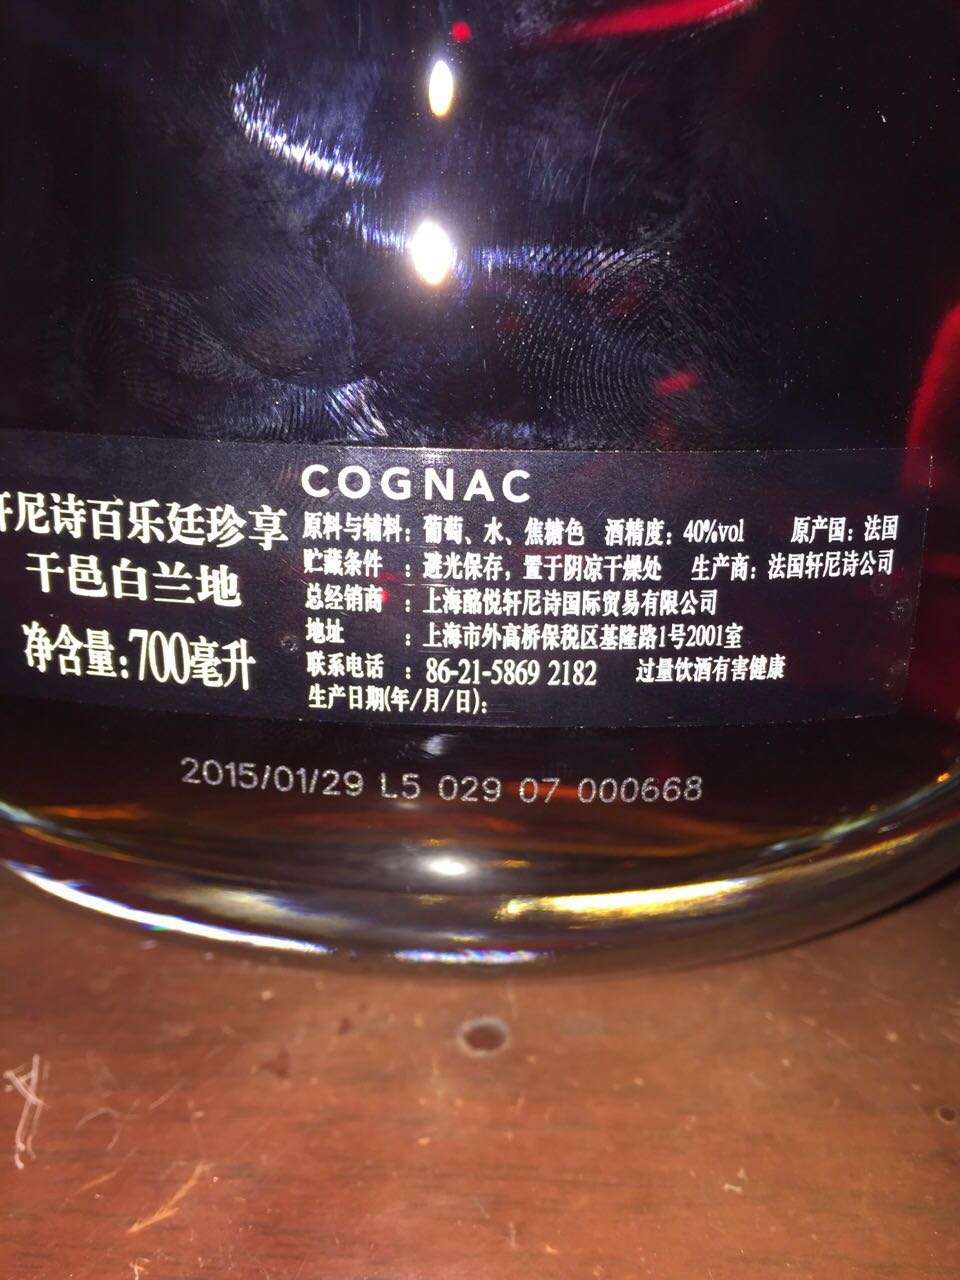 轩尼诗百乐廷珍享
干邑白兰地
净含量:700毫升
COGNAC
原料与辅料：葡萄、水、焦糖色 酒精度：40%vol 原产国：法国
贮藏条件：避光保存，置于阴凉干燥处 生产商：法国轩尼诗公司
总经销商：上海酩悦轩尼诗国际贸易有限公司
地址：上海市外高桥保税区基隆路1号2001室
联系电话：86-21-5869 2182 过量饮酒有害健康
生产日期(年/月/日):
2015/01/29 L5 029 07 000668